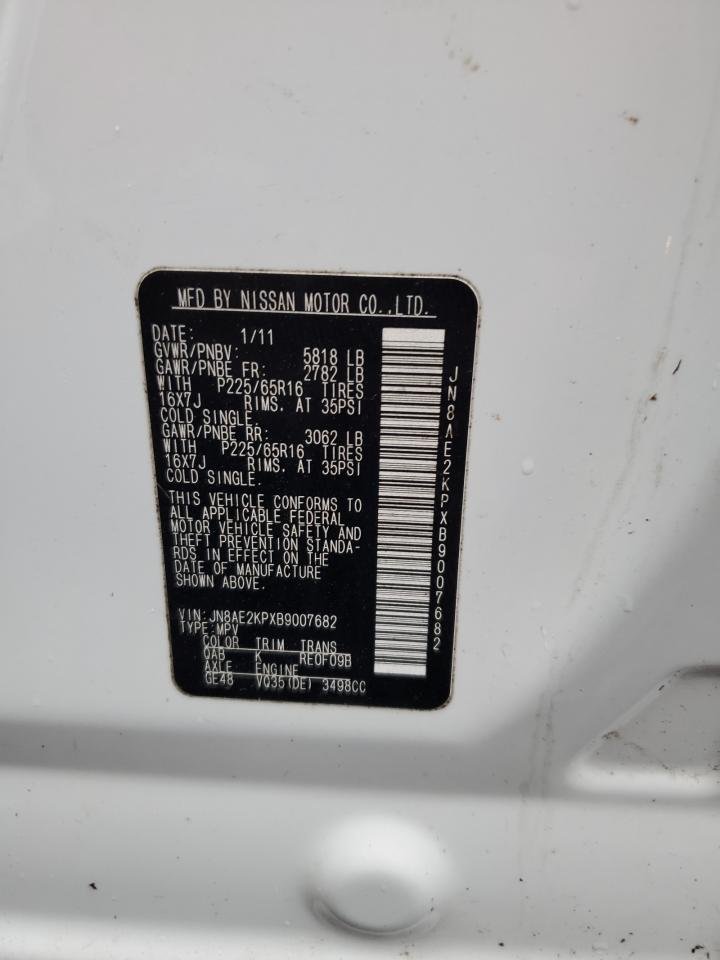 MFD BY NISSAN MOTOR CO.,LTD.
DATE: 1/11
GVWR/PNBV: 5818 LB
GAWR/PNBE FR: 2782 LB
WITH P225/65R16 TIRES
16X7J RIMS. AT 35PSI
COLD SINGLE.
GAWR/PNBE RR: 3062 LB
WITH P225/65R16 TIRES
16X7J RIMS. AT 35PSI
COLD SINGLE.
THIS VEHICLE CONFORMS TO
ALL APPLICABLE FEDERAL
MOTOR VEHICLE SAFETY AND
THEFT PREVENTION STANDA-
RDS IN EFFECT ON THE
DATE OF MANUFACTURE
SHOWN ABOVE.
VIN: JN8AE2KPXB9007682
TYPE: MPV
COLOR TRIM TRANS
QAB K RE0F09B
AXLE ENGINE
GE48 VQ35(DE) 3498CC
JN8AE2KPXB9007682